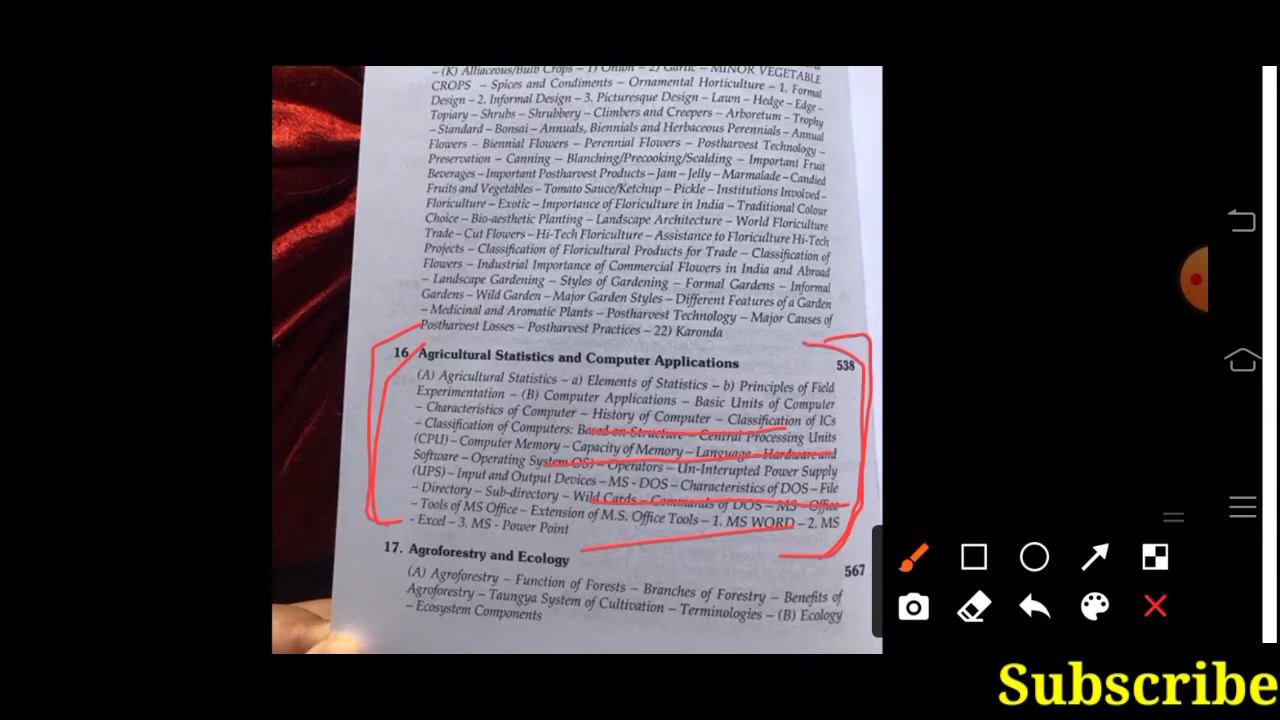 – (K) Alliaceous/Bulb Crops – 1) Onion – 2) Garlic – MINOR VEGETABLE
CROPS – Spices and Condiments – Ornamental Horticulture – 1. Formal
Design – 2. Informal Design – 3. Picturesque Design – Lawn – Hedge – Edge –
Topiary – Shrubs – Shrubbery – Climbers and Creepers – Arboretum – Trophy
– Standard – Bonsai – Annuals, Biennials and Herbaceous Perennials – Annual
Flowers – Biennial Flowers – Perennial Flowers – Postharvest Technology –
Preservation – Canning – Blanching/Precooking/Scalding – Important Fruit
Beverages – Important Postharvest Products – Jam – Jelly – Marmalade – Candied
Fruits and Vegetables – Tomato Sauce/Ketchup – Pickle – Institutions Involved –
Floriculture – Exotic – Importance of Floriculture in India – Traditional Colour
Choice – Bio-aesthetic Planting – Landscape Architecture – World Floriculture
Trade – Cut Flowers – Hi-Tech Floriculture – Assistance to Floriculture Hi-Tech
Projects – Classification of Floricultural Products for Trade – Classification of
Flowers – Industrial Importance of Commercial Flowers in India and Abroad
– Landscape Gardening – Styles of Gardening – Formal Gardens – Informal
Gardens – Wild Garden – Major Garden Styles – Different Features of a Garden
– Medicinal and Aromatic Plants – Postharvest Technology – Major Causes of
Postharvest Losses – Postharvest Practices – 22) Karonda
16 Agricultural Statistics and Computer Applications 538
(A) Agricultural Statistics – a) Elements of Statistics – b) Principles of Field
Experimentation – (B) Computer Applications – Basic Units of Computer
– Characteristics of Computer – History of Computer – Classification of ICs
– Classification of Computers: Based on Structure – Central Processing Units
(CPU) – Computer Memory – Capacity of Memory – Language – Hardware and
Software – Operating System OS) – Operators – Un-Interupted Power Supply
(UPS) – Input and Output Devices – MS - DOS – Characteristics of DOS – File
– Directory – Sub-directory – Wild Cards – Commands of DOS – MS – Office
– Tools of MS Office – Extension of M.S. Office Tools – 1. MS WORD – 2. MS
- Excel – 3. MS - Power Point
17. Agroforestry and Ecology 567
(A) Agroforestry – Function of Forests – Branches of Forestry – Benefits of
Agroforestry – Taungya System of Cultivation – Terminologies – (B) Ecology
– Ecosystem Components
Subscribe